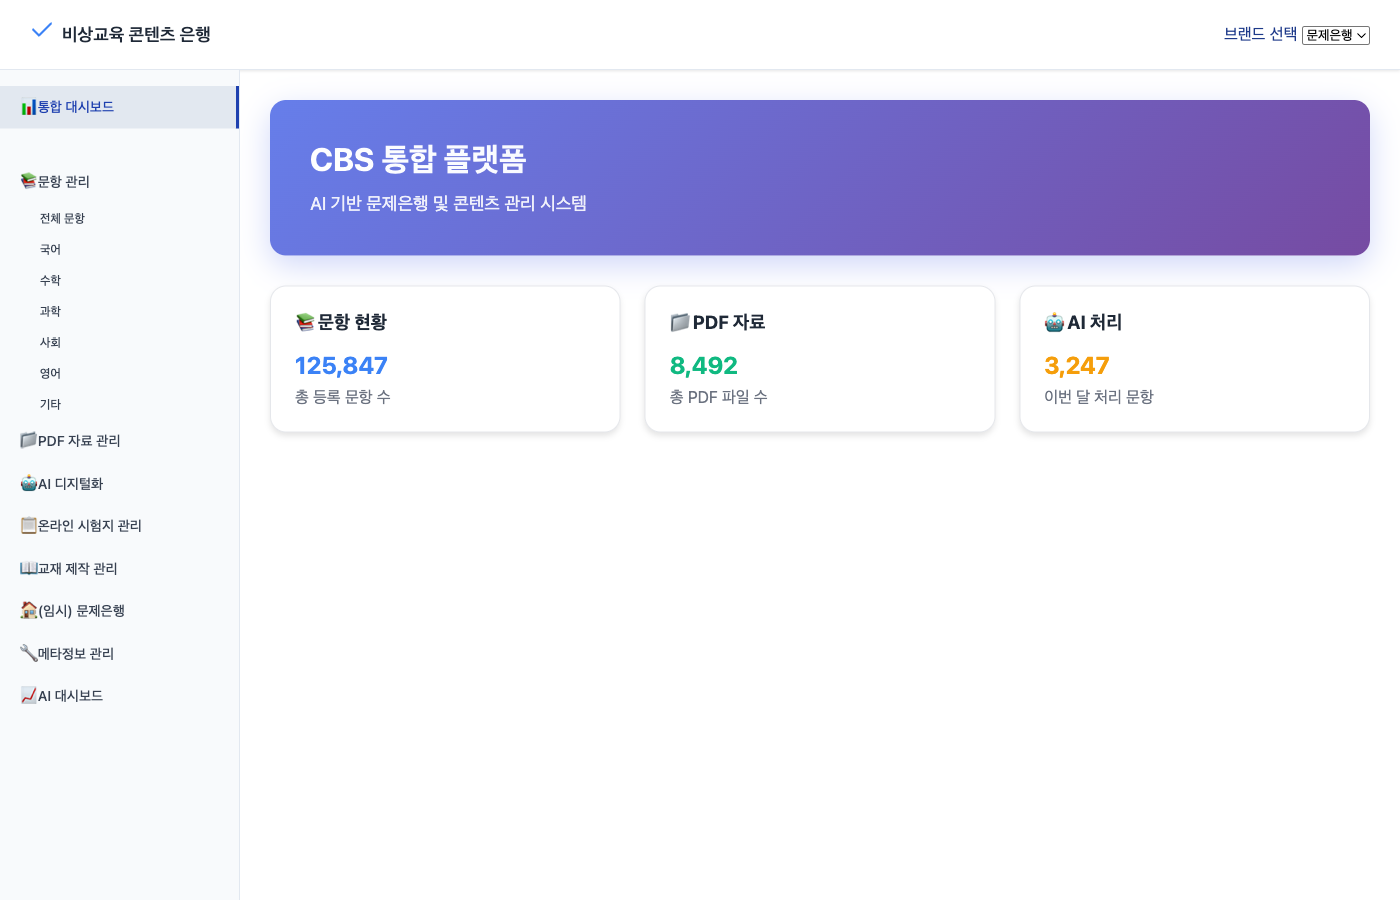 비상교육 콘텐츠 은행
브랜드 선택 문제은행
통합 대시보드
문항 관리
전체 문항
국어
수학
과학
사회
영어
기타
PDF 자료 관리
AI 디지털화
온라인 시험지 관리
교재 제작 관리
(임시) 문제은행
메타정보 관리
AI 대시보드
CBS 통합 플랫폼
AI 기반 문제은행 및 콘텐츠 관리 시스템
문항 현황
125,847
총 등록 문항 수
PDF 자료
8,492
총 PDF 파일 수
AI 처리
3,247
이번 달 처리 문항